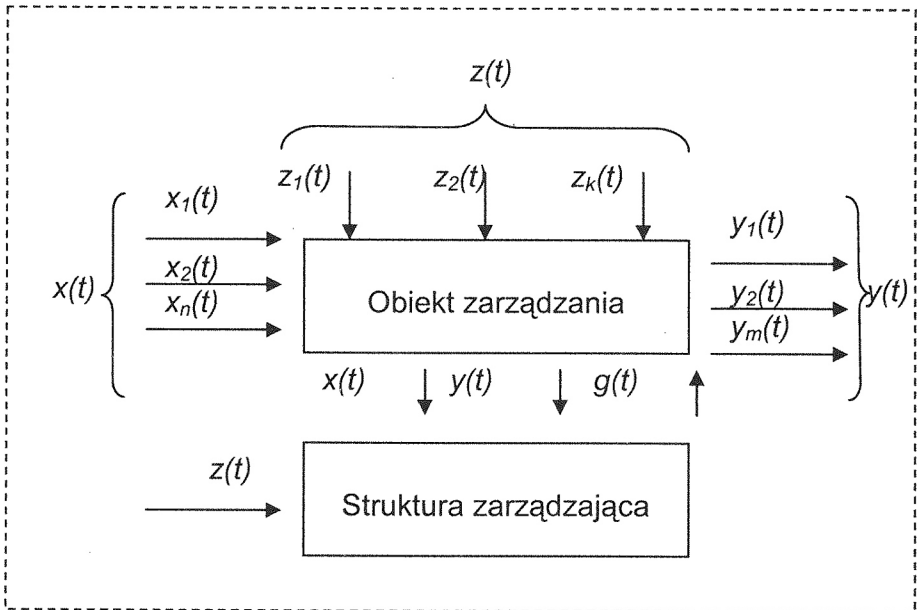 z(t)
z1(t) z2(t) zk(t)
x1(t)
x2(t)
xn(t)
x(t)
Obiekt zarządzania
y1(t)
y2(t)
ym(t)
y(t)
x(t) y(t) g(t)
z(t)
Struktura zarządzająca